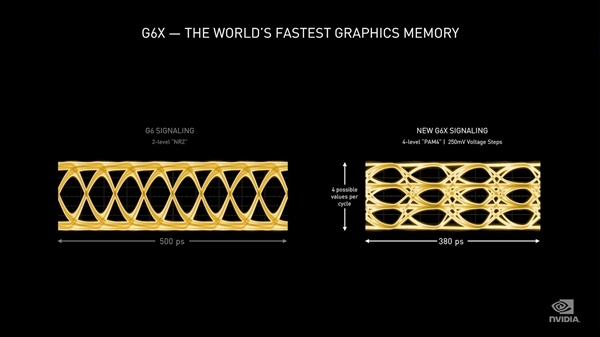 G6X — THE WORLD'S FASTEST GRAPHICS MEMORY
G6 SIGNALING
2-level "NRZ"
NEW G6X SIGNALING
4-level "PAM4" | 250mV Voltage Steps
4 possible
values per
cycle
500 ps
380 ps
NVIDIA.